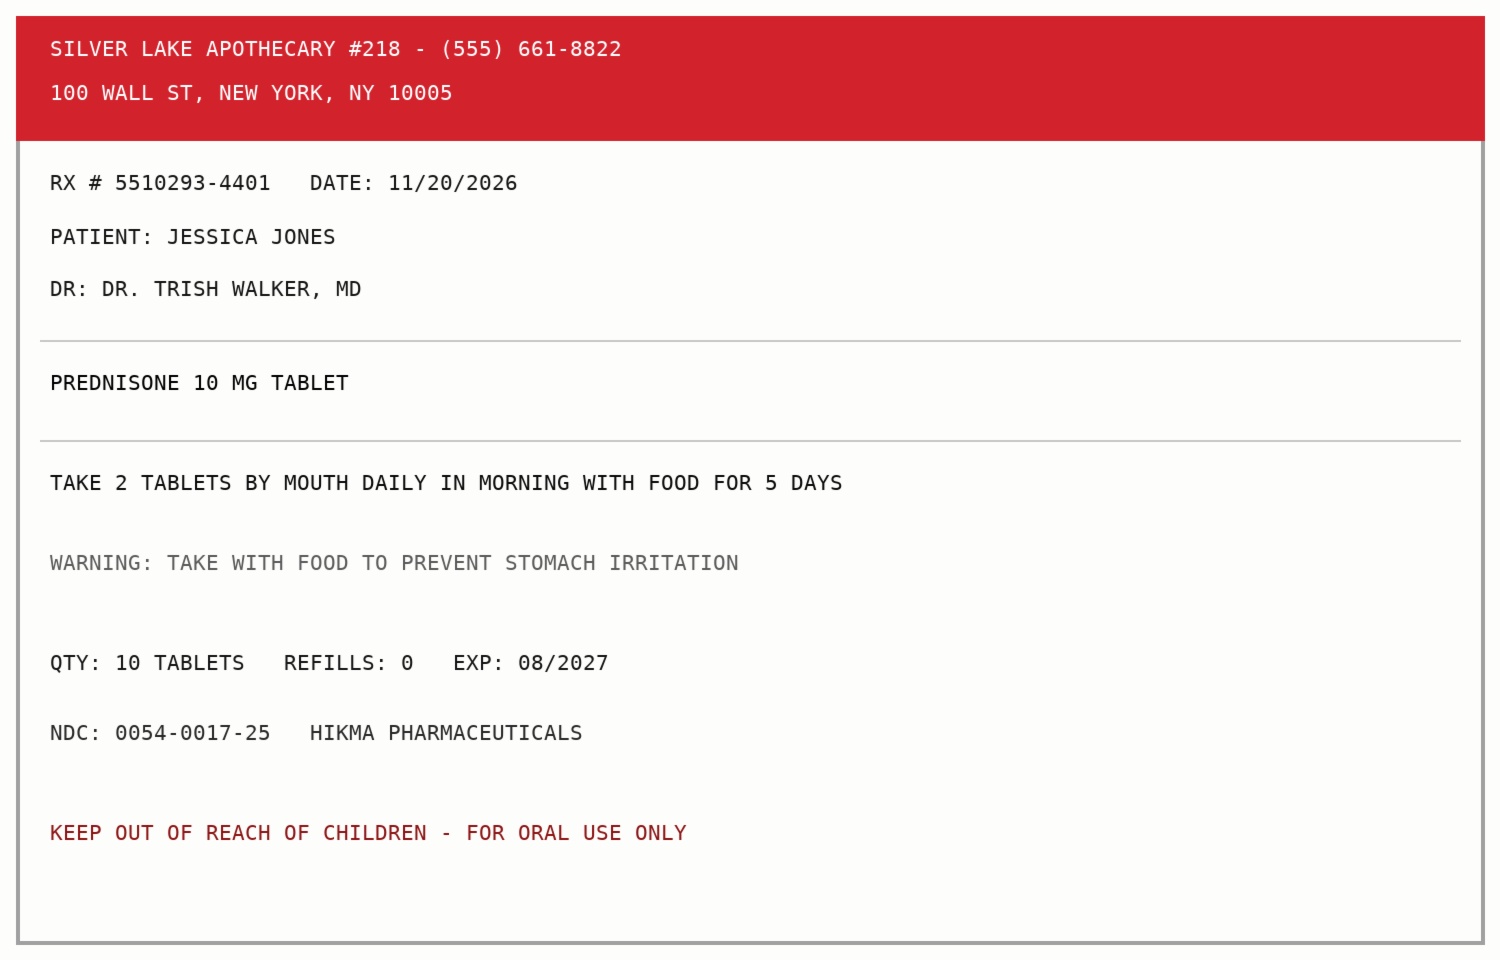 SILVER LAKE APOTHECARY #218 - (555) 661-8822
100 WALL ST, NEW YORK, NY 10005
RX # 5510293-4401   DATE: 11/20/2026
PATIENT: JESSICA JONES
DR: DR. TRISH WALKER, MD
PREDNISONE 10 MG TABLET
TAKE 2 TABLETS BY MOUTH DAILY IN MORNING WITH FOOD FOR 5 DAYS
WARNING: TAKE WITH FOOD TO PREVENT STOMACH IRRITATION
QTY: 10 TABLETS   REFILLS: 0   EXP: 08/2027
NDC: 0054-0017-25   HIKMA PHARMACEUTICALS
KEEP OUT OF REACH OF CHILDREN - FOR ORAL USE ONLY